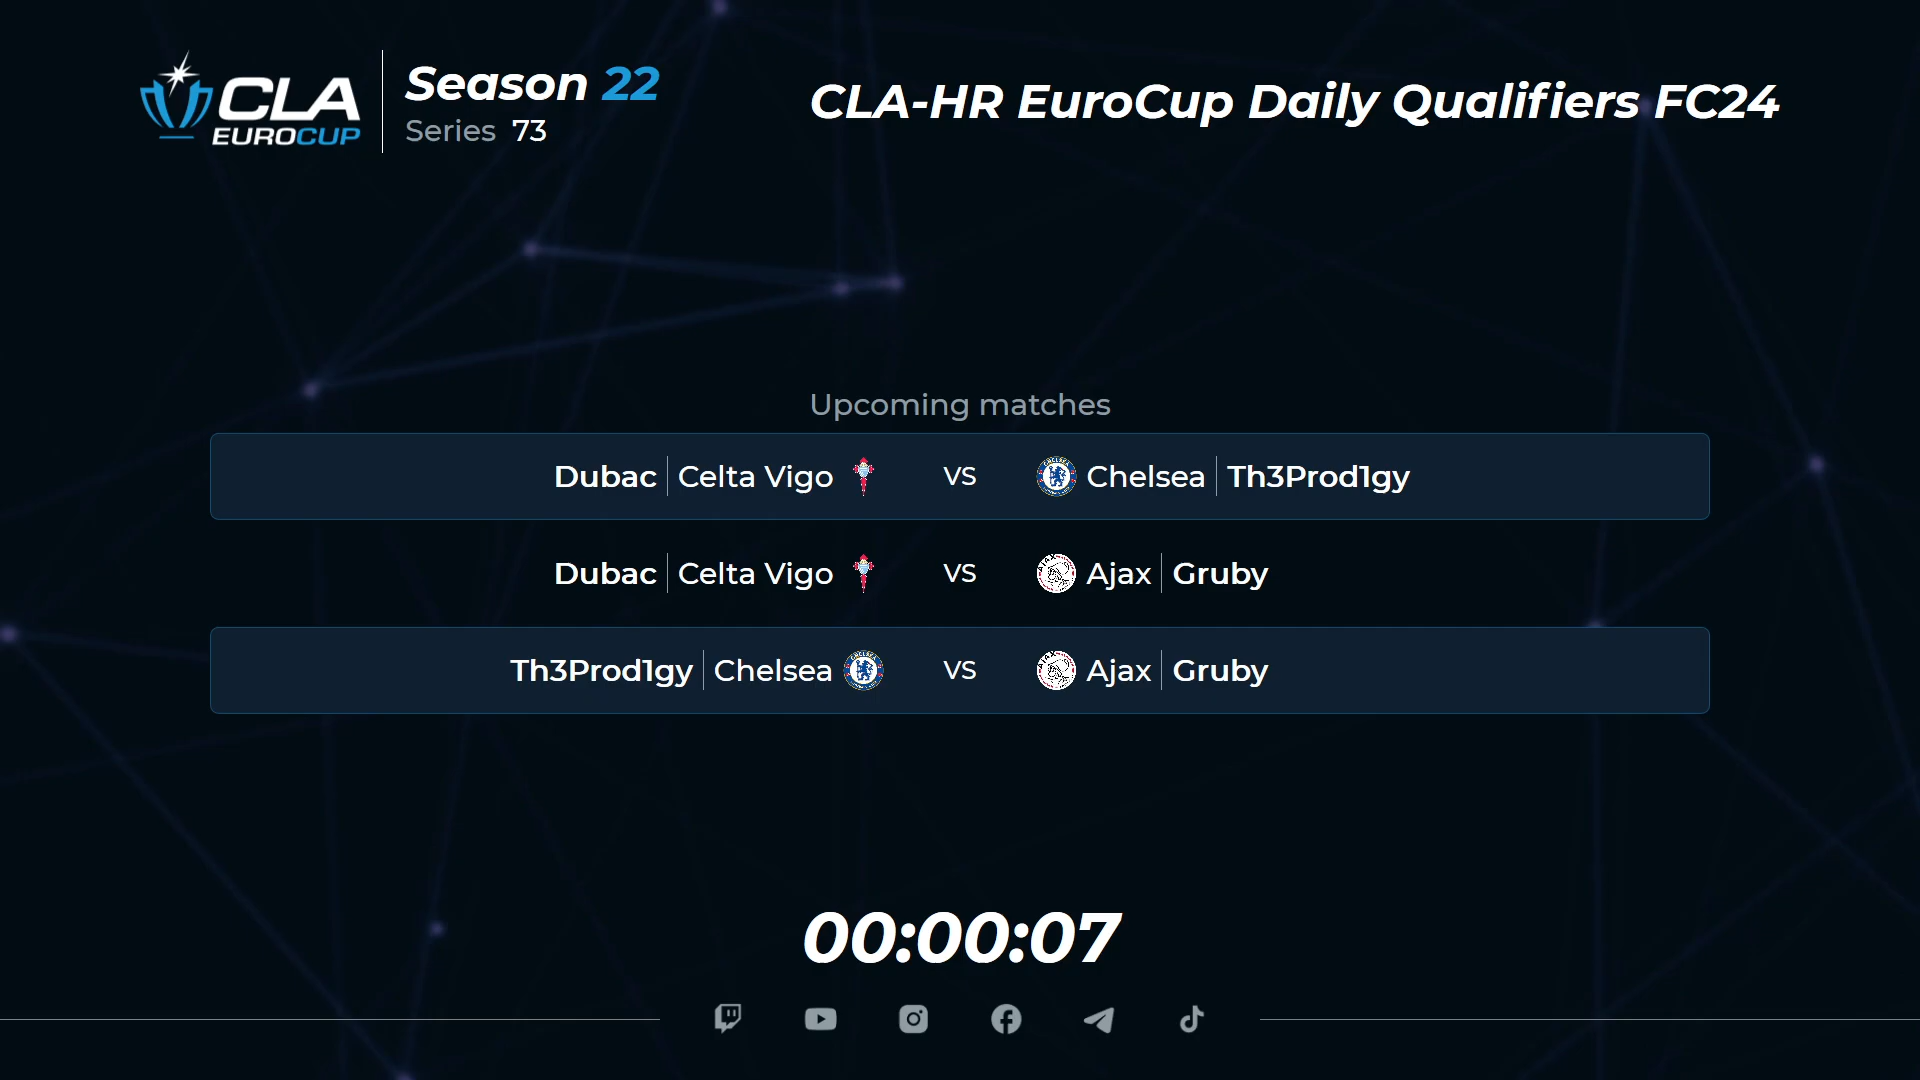 CLA
EUROCUP
Season 22
Series 73
CLA-HR EuroCup Daily Qualifiers FC24
Upcoming matches
Dubac Celta Vigo VS Chelsea Th3Prod1gy
Dubac Celta Vigo VS Ajax Gruby
Th3Prod1gy Chelsea VS Ajax Gruby
00:00:07